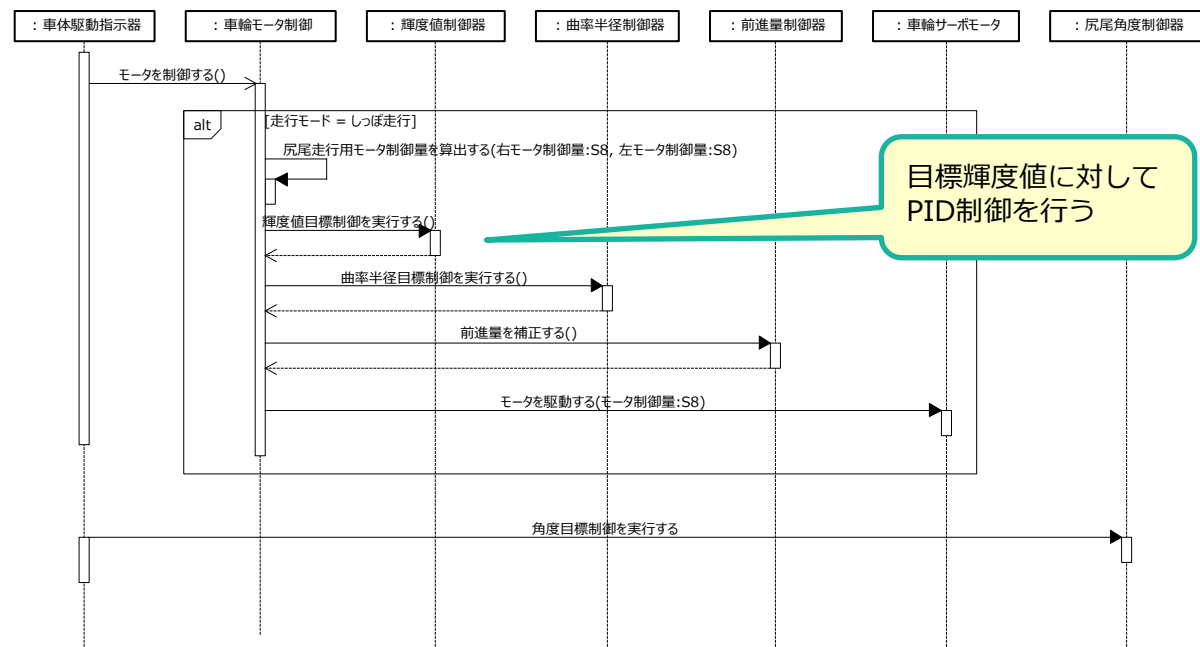 : 車体駆動指示器
: 車輪モータ制御
: 輝度値制御器
: 曲率半径制御器
: 前進量制御器
: 車輪サーボモータ
: 尻尾角度制御器
モータを制御する()
alt
[走行モード = しっぽ走行]
尻尾走行用モータ制御量を算出する(右モータ制御量:S8, 左モータ制御量:S8)
目標輝度値に対して
PID制御を行う
輝度値目標制御を実行する()
曲率半径目標制御を実行する()
前進量を補正する()
モータを駆動する(モータ制御量:S8)
角度目標制御を実行する